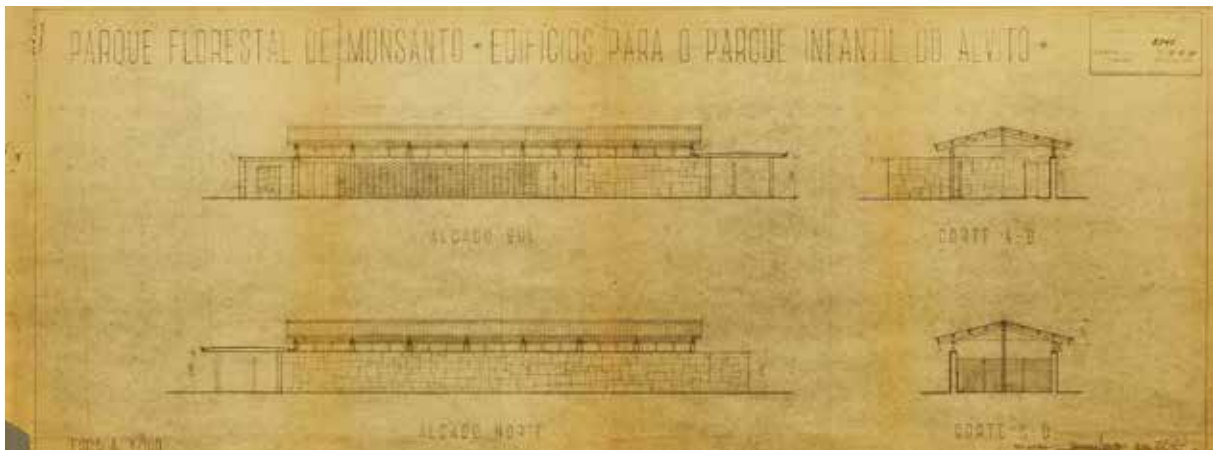 PARQUE FLORESTAL DE MONSANTO • EDIFÍCIOS PARA O PARQUE INFANTIL DO ALVITO •
ALÇADO SUL
CORTE A-B
ALÇADO NORTE
CORTE C-D